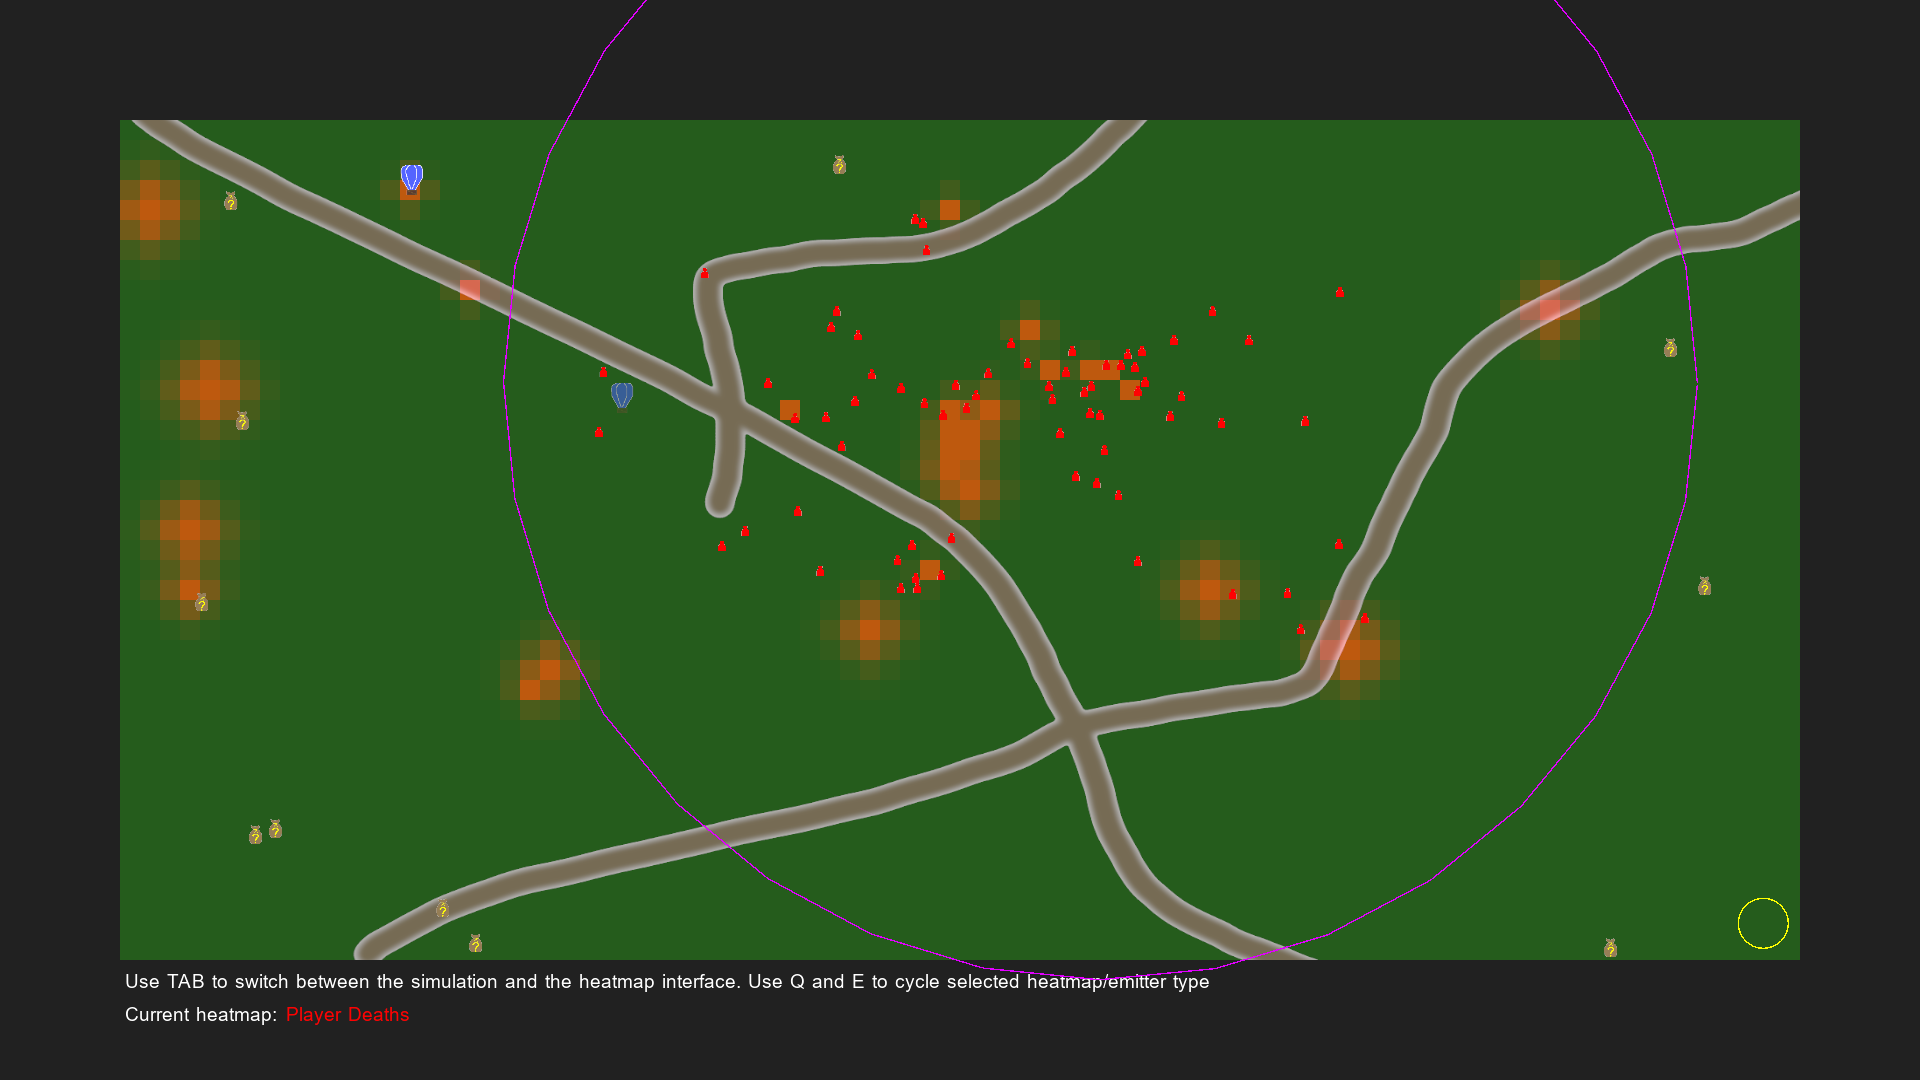 Use TAB to switch between the simulation and the heatmap interface. Use Q and E to cycle selected heatmap/emitter type
Current heatmap: Player Deaths